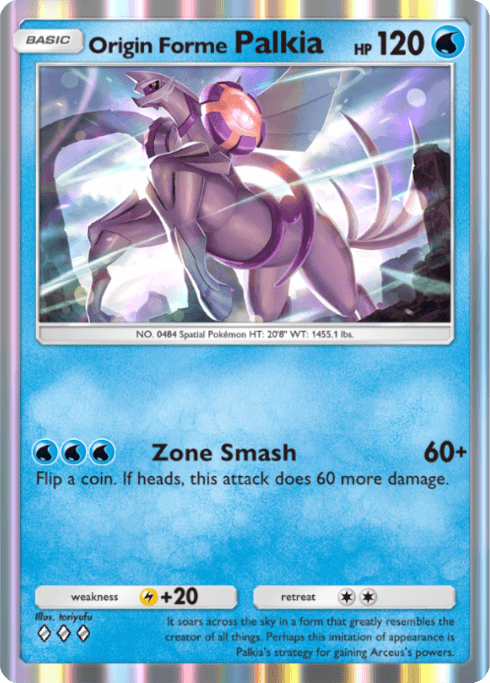 BASIC Origin Forme Palkia HP 120
NO. 0484 Spatial Pokémon HT: 20'8" WT: 1455.1 lbs.
Zone Smash 60+
Flip a coin. If heads, this attack does 60 more damage.
weakness +20 retreat
Illus. toriyufu
It soars across the sky in a form that greatly resembles the
creator of all things. Perhaps this imitation of appearance is
Palkia's strategy for gaining Arceus's powers.